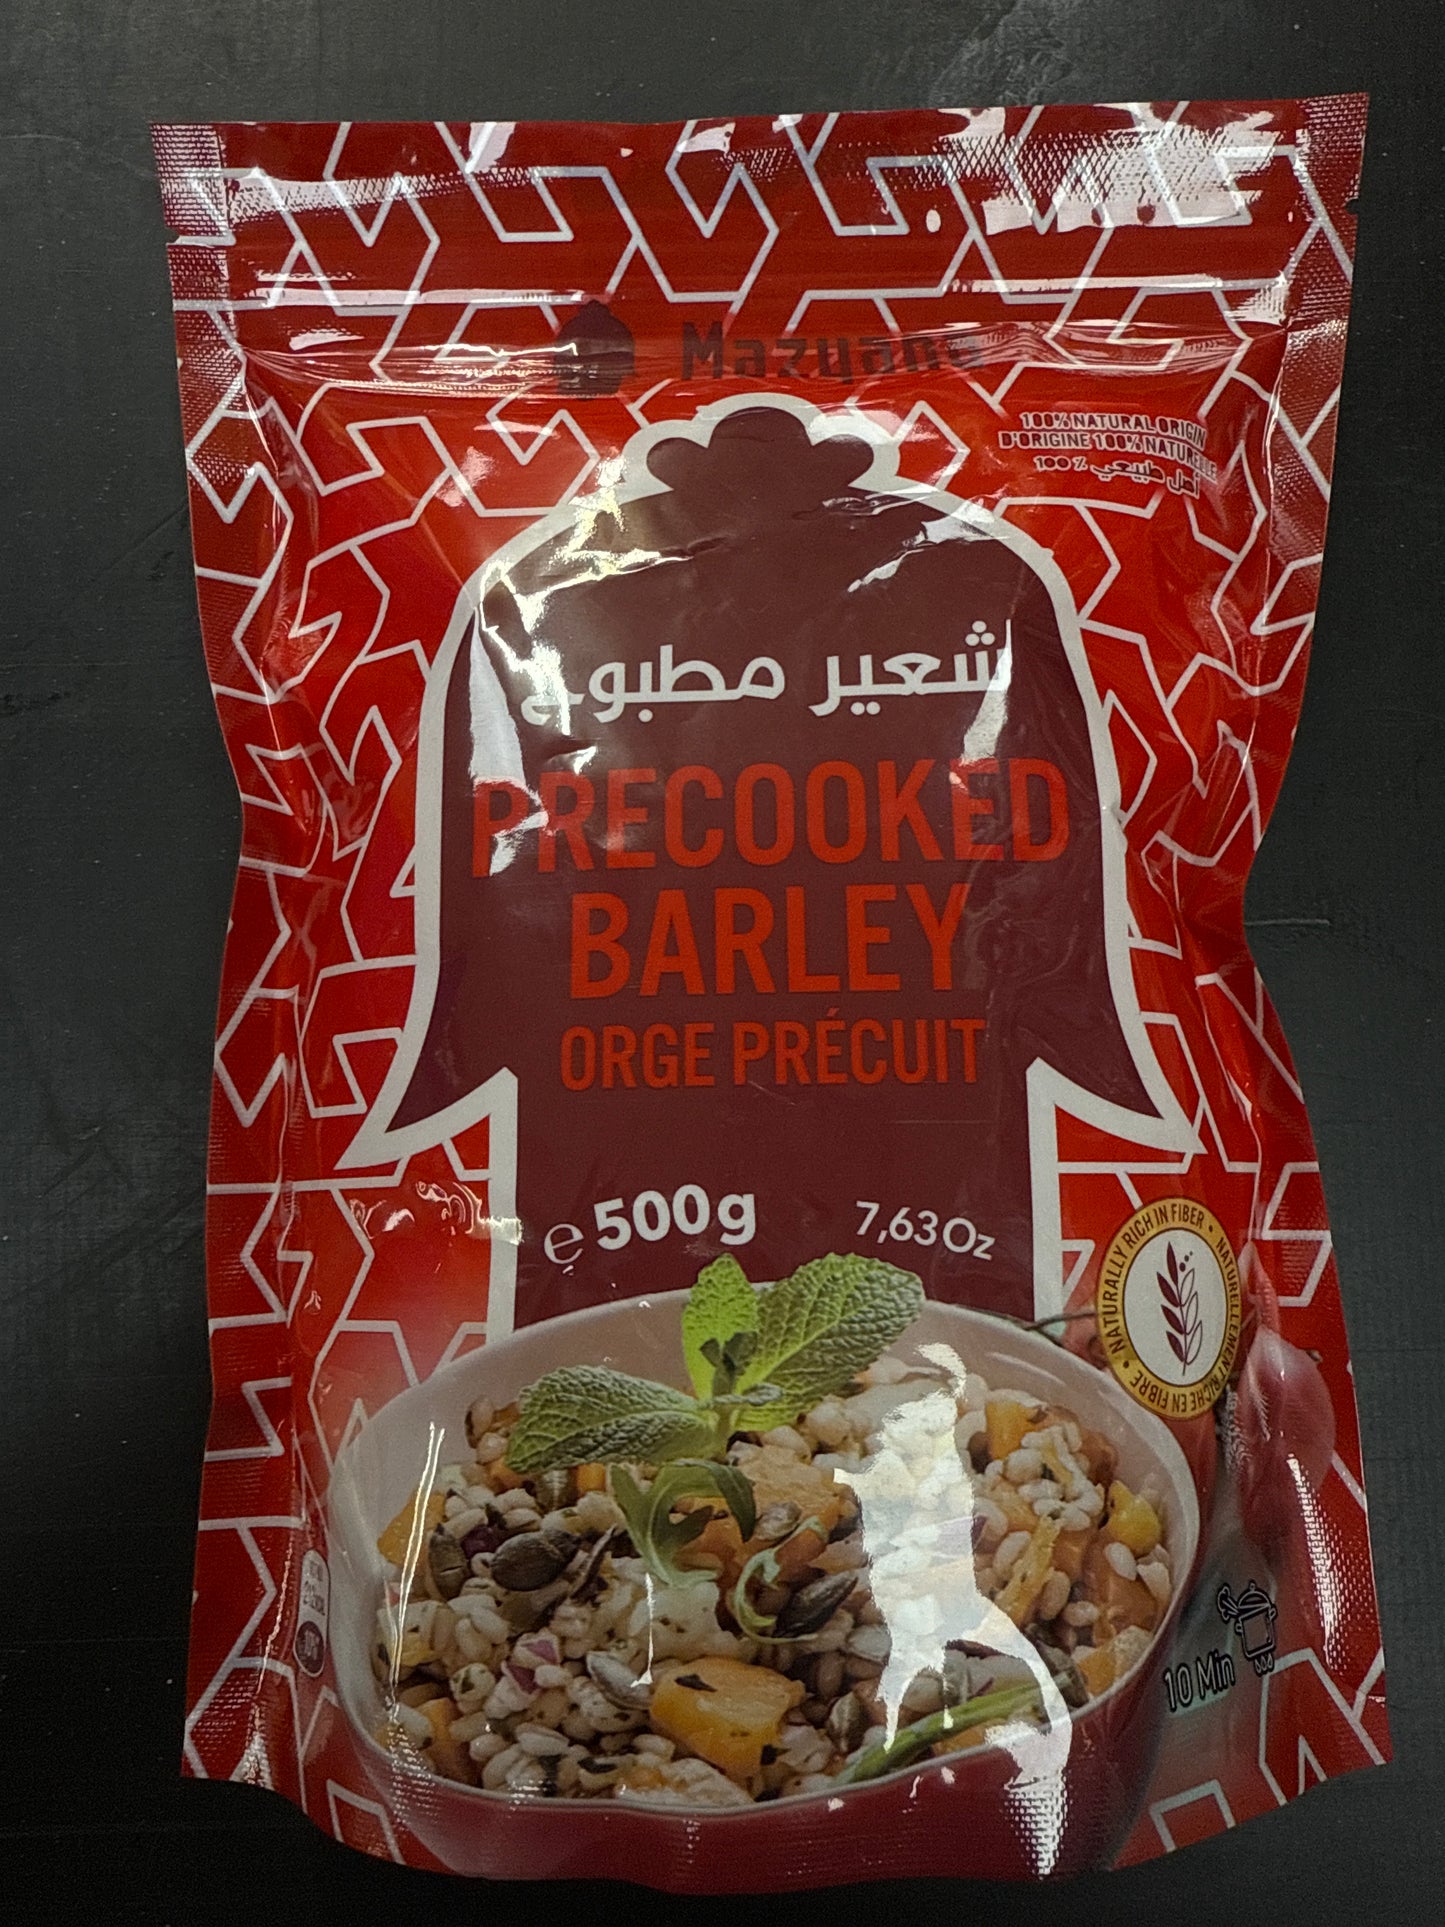 Mazyana
100% NATURAL ORIGIN
D'ORIGINE 100% NATURELLE
أصل طبيعي % 100
شعير مطبوخ
PRECOOKED
BARLEY
ORGE PRÉCUIT
e 500g 7,63Oz
NATURALLY RICH IN FIBER • NATURELLEMENT RICHE EN FIBRE •
10 Min